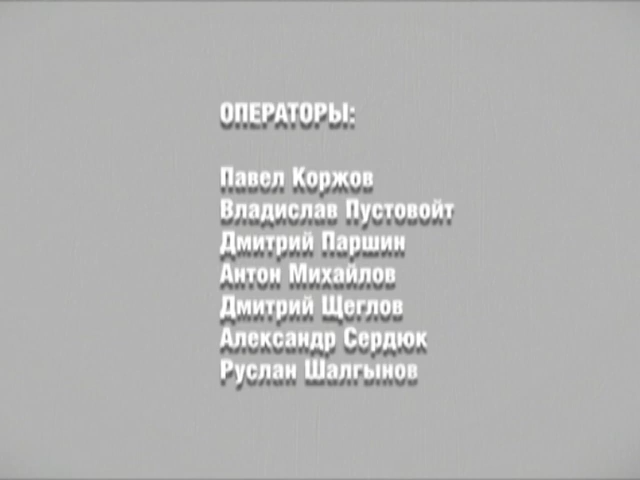 ОПЕРАТОРЫ:
Павел Коржов
Владислав Пустовойт
Дмитрий Паршин
Антон Михайлов
Дмитрий Щеглов
Александр Сердюк
Руслан Шалгынов